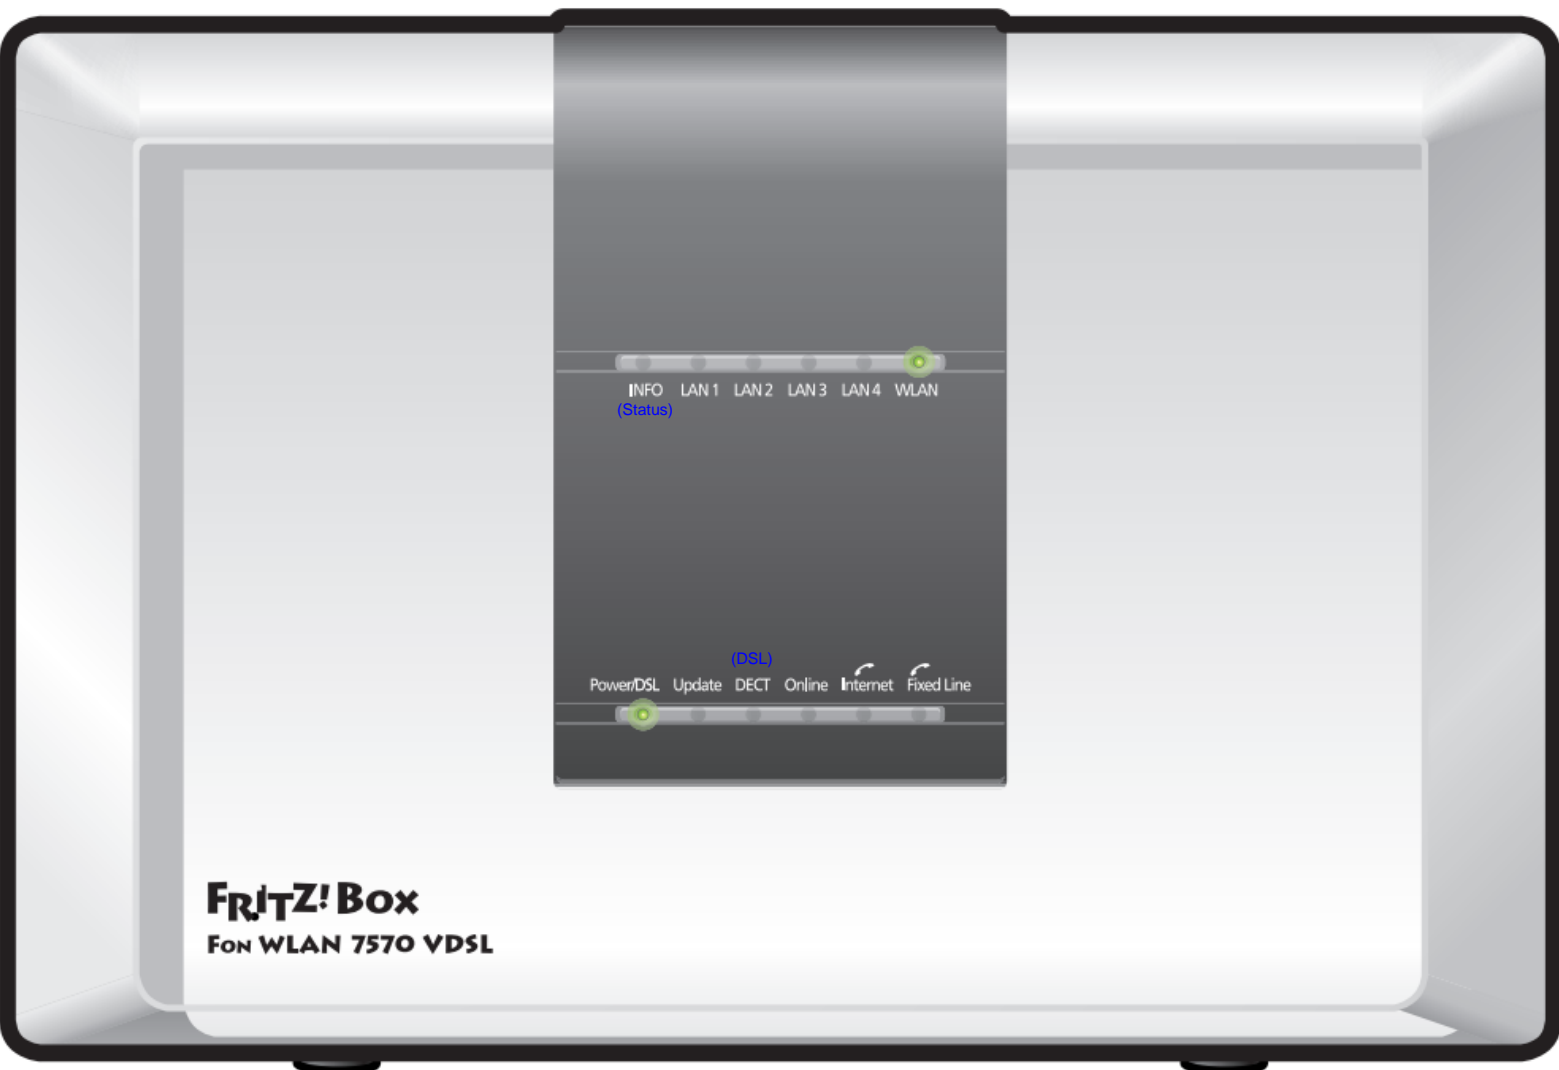 INFO LAN 1 LAN 2 LAN 3 LAN 4 WLAN
(Status)
(DSL)
Power/DSL Update DECT Online Internet Fixed Line
FRITZ! BOX
FON WLAN 7570 VDSL